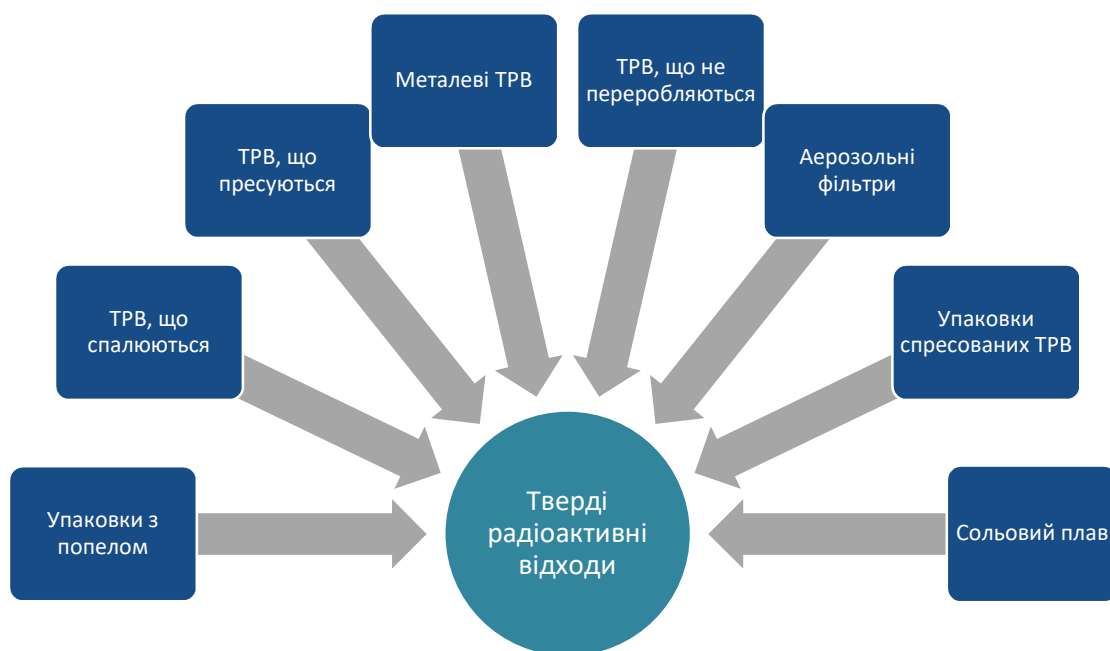 Металеві ТРВ
ТРВ, що не
переробляються
ТРВ, що
пресуються
Аерозольні
фільтри
ТРВ, що
спалюються
Упаковки
спресованих ТРВ
Упаковки з
попелом
Тверді
радіоактивні
відходи
Сольовий плав